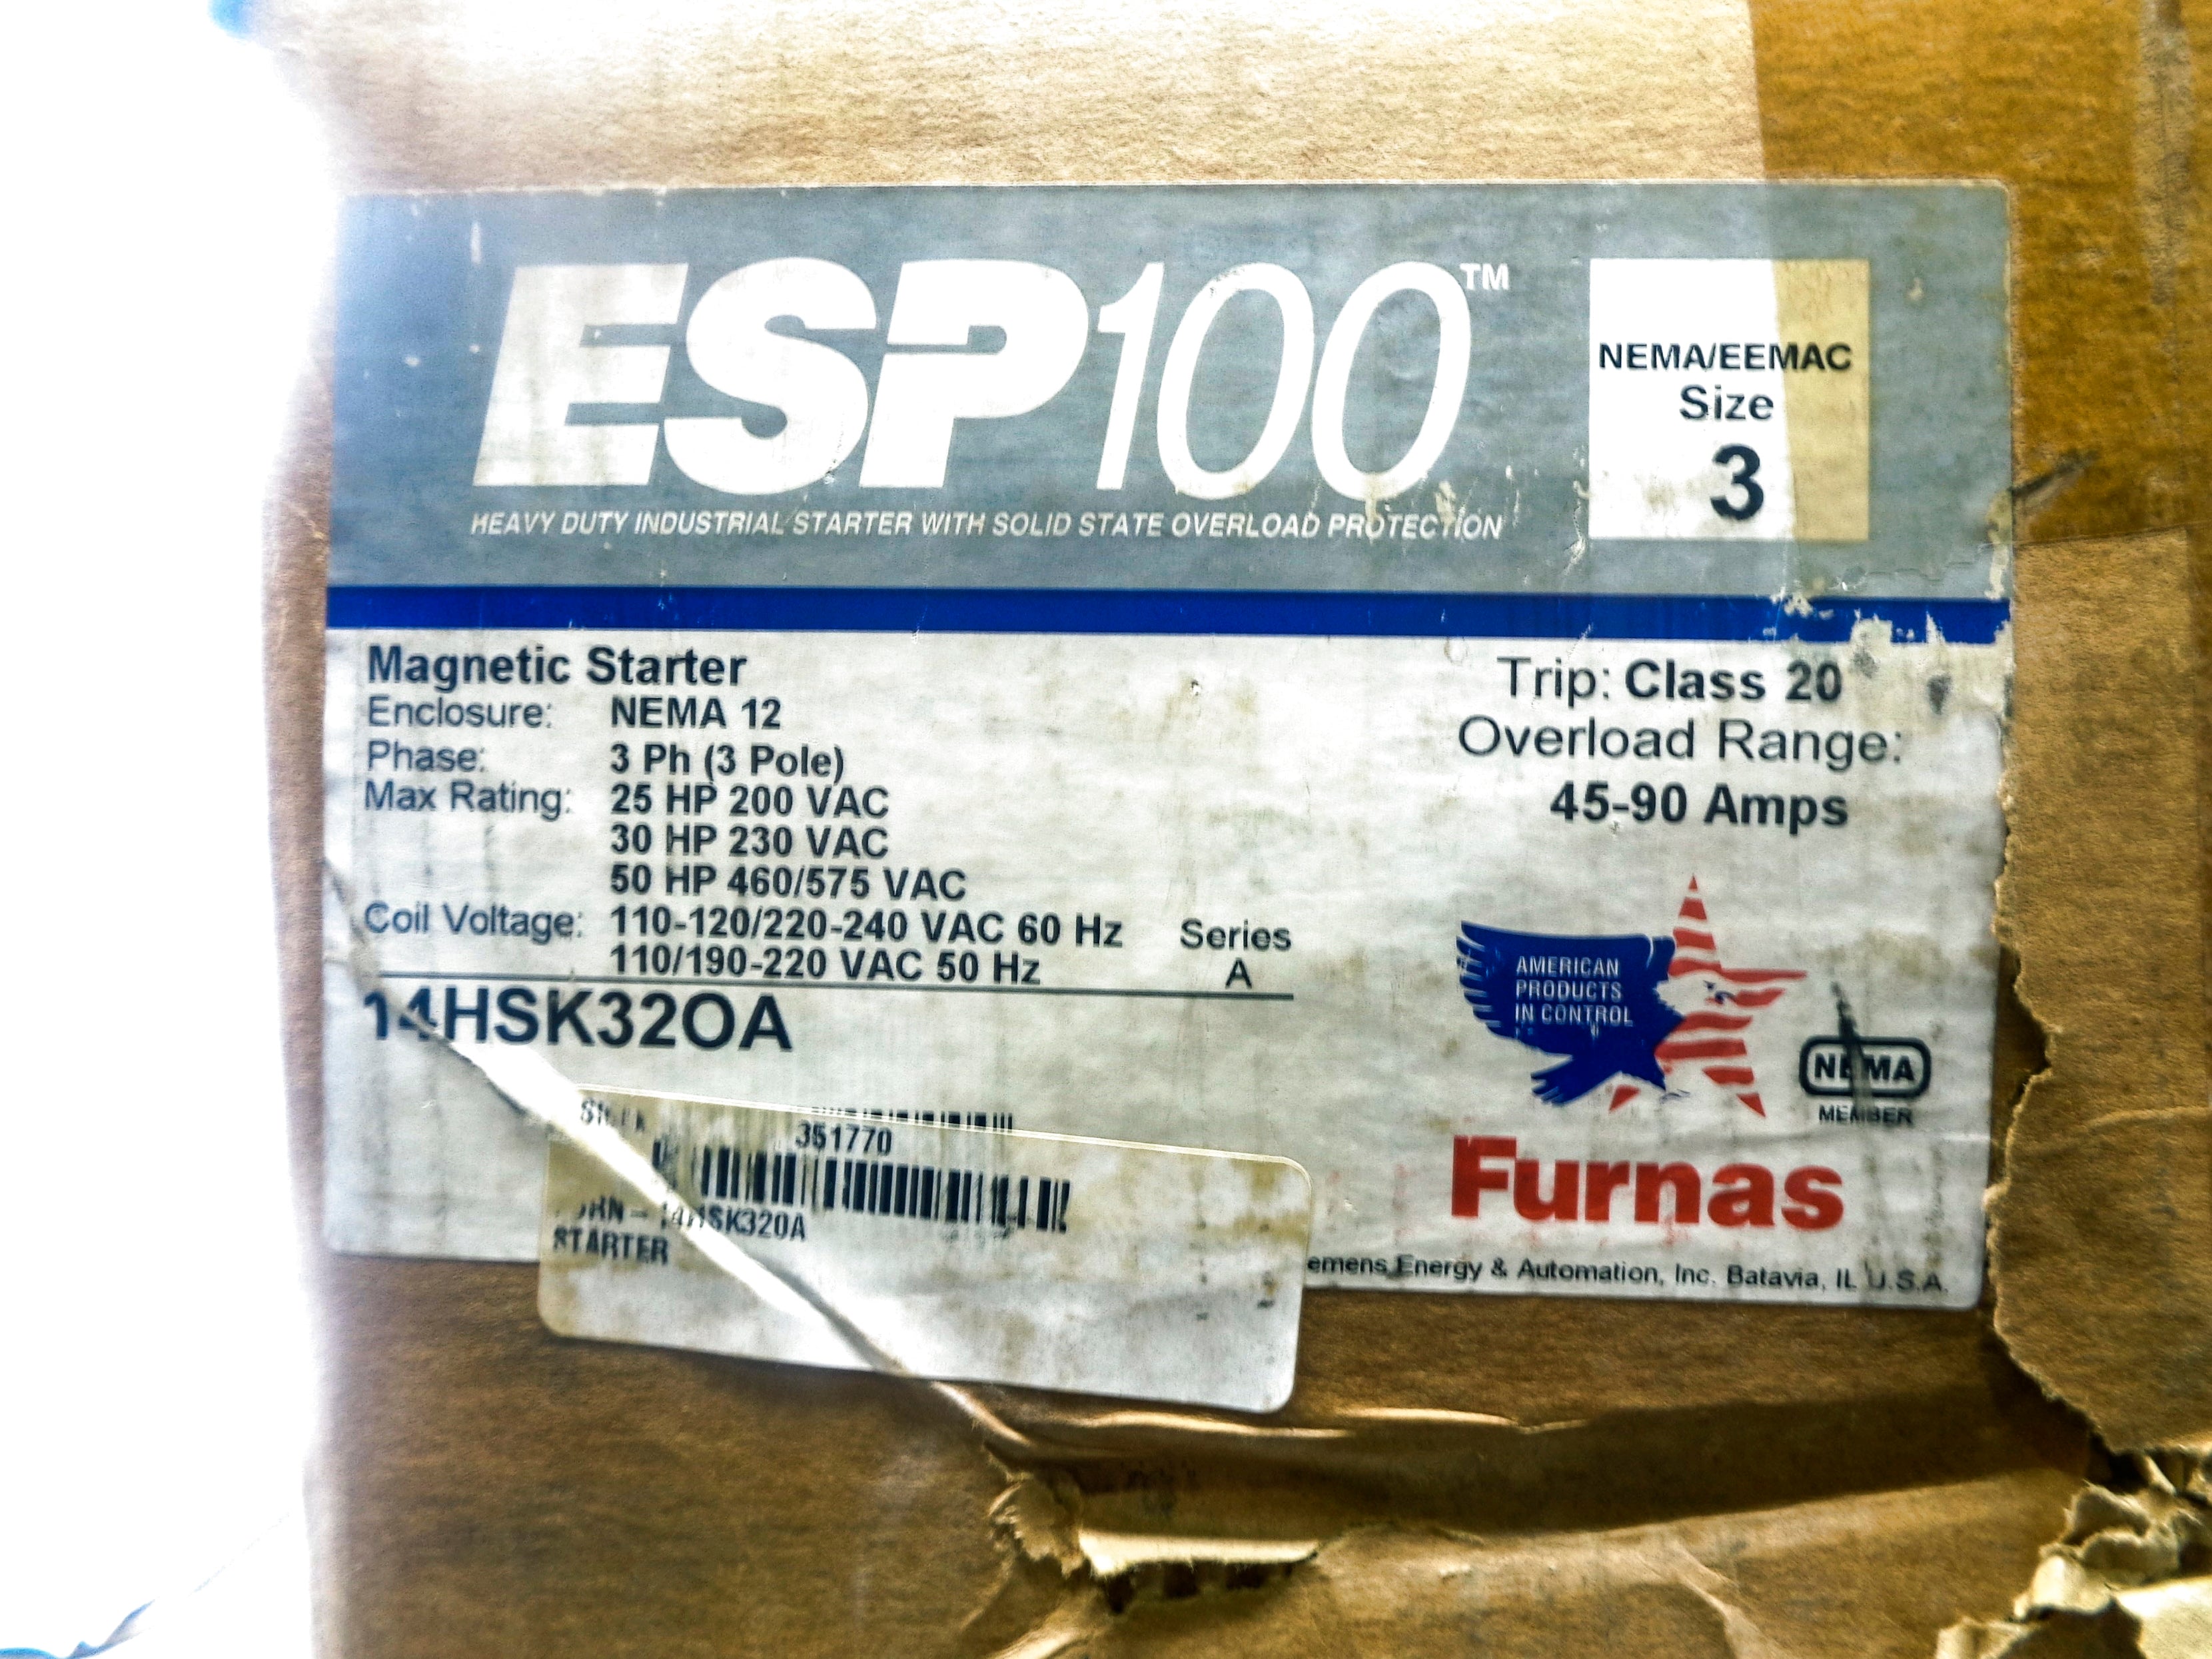 ESP100™
HEAVY DUTY INDUSTRIAL STARTER WITH SOLID STATE OVERLOAD PROTECTION
NEMA/EEMAC
Size
3
Magnetic Starter
Enclosure: NEMA 12
Phase: 3 Ph (3 Pole)
Max Rating: 25 HP 200 VAC
30 HP 230 VAC
50 HP 460/575 VAC
Coil Voltage: 110-120/220-240 VAC 60 Hz
110/190-220 VAC 50 Hz
Series
A
14HSK32OA
Trip: Class 20
Overload Range:
45-90 Amps
AMERICAN
PRODUCTS
IN CONTROL
NEMA
MEMBER
Furnas
emens Energy & Automation, Inc. Batavia, IL U.S.A.
351770
14HSK320A
STARTER